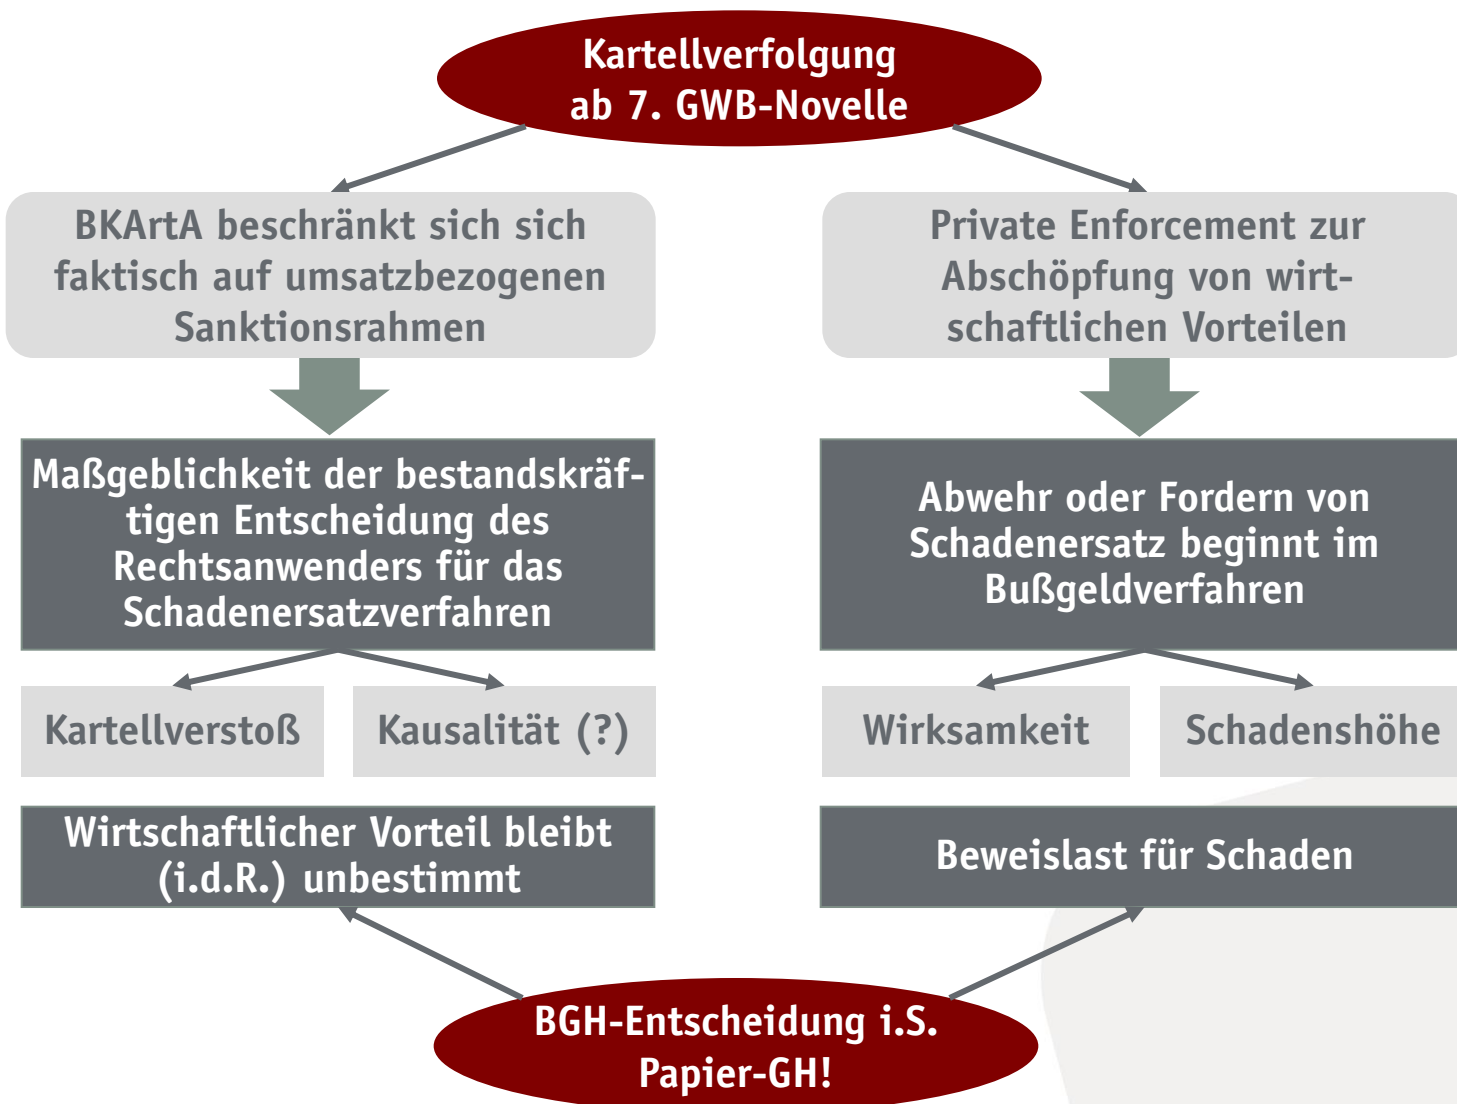 Kartellverfolgung
ab 7. GWB-Novelle
BKArtA beschränkt sich sich
faktisch auf umsatzbezogenen
Sanktionsrahmen
Private Enforcement zur
Abschöpfung von wirt-
schaftlichen Vorteilen
Maßgeblichkeit der bestandskräf-
tigen Entscheidung des
Rechtsanwenders für das
Schadenersatzverfahren
Abwehr oder Fordern von
Schadenersatz beginnt im
Bußgeldverfahren
Kartellverstoß
Kausalität (?)
Wirksamkeit
Schadenshöhe
Wirtschaftlicher Vorteil bleibt
(i.d.R.) unbestimmt
Beweislast für Schaden
BGH-Entscheidung i.S.
Papier-GH!